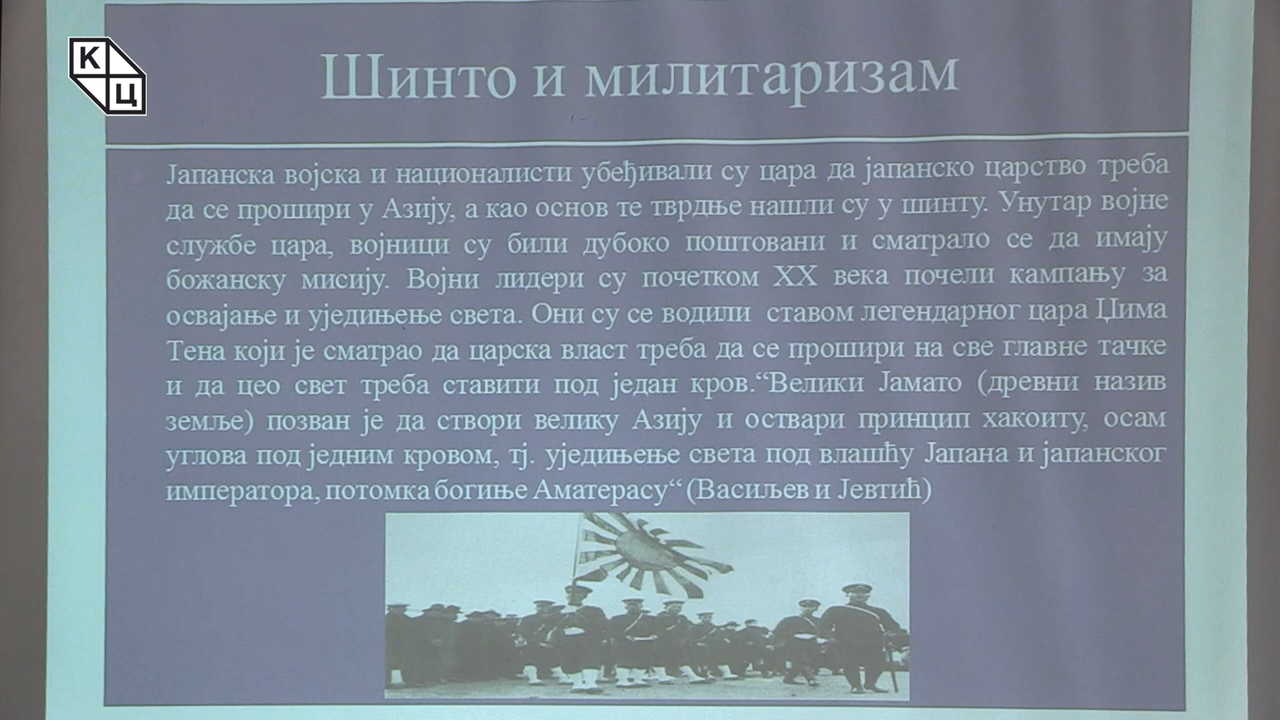 К
Ц
Шинто и милитаризам
Јапанска војска и националисти убеђивали су цара да јапанско царство треба
да се прошири у Азију, а као основ те тврдње нашли су у шинту. Унутар војне
службе цара, војници су били дубоко поштовани и сматрало се да имају
божанску мисију. Војни лидери су почетком XX века почели кампању за
освајање и уједињење света. Они су се водили ставом легендарног цара Џима
Тена који је сматрао да царска власт треба да се прошири на све главне тачке
и да цео свет треба ставити под један кров.“Велики Јамато (древни назив
земље) позван је да створи велику Азију и оствари принцип хакоиту, осам
углова под једним кровом, тј. уједињење света под влашћу Јапана и јапанског
императора, потомка богиње Аматерасу“ (Васиљев и Јевтић)